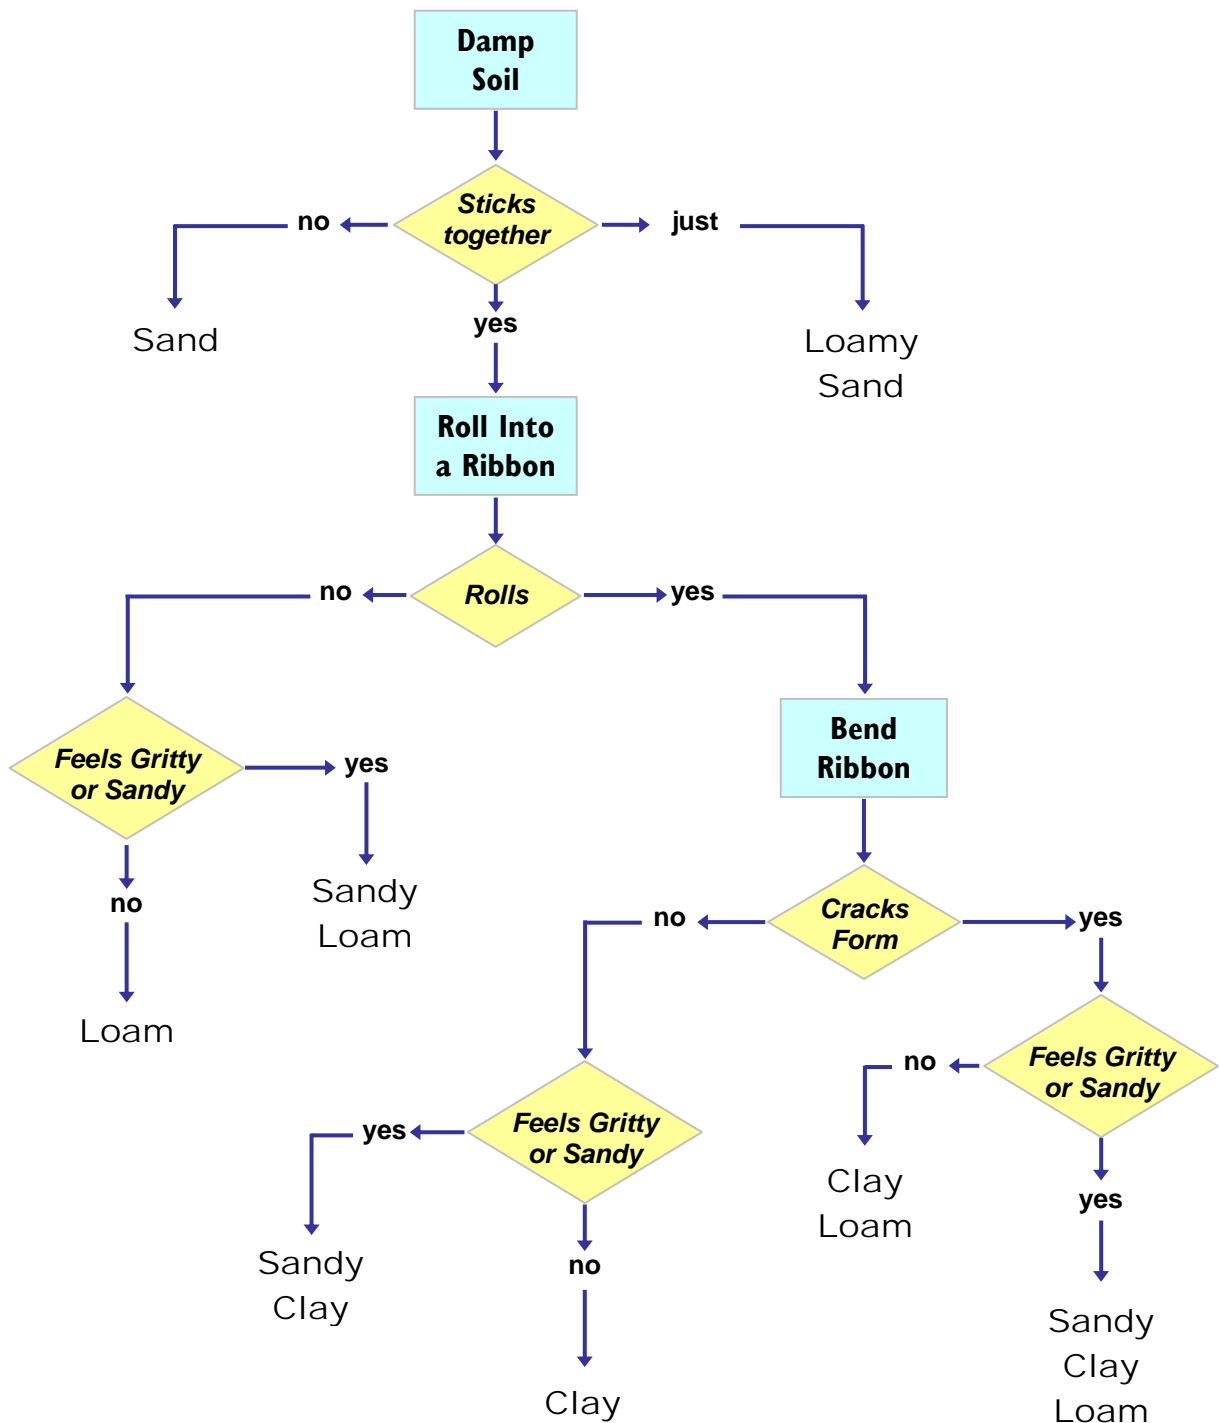 Damp
Soil
Sticks
together
no
just
yes
Sand
Loamy
Sand
Roll Into
a Ribbon
Rolls
no
yes
Feels Gritty
or Sandy
yes
Bend
Ribbon
Sandy
Loam
no
Loam
Cracks
Form
no
yes
Feels Gritty
or Sandy
no
Clay
Loam
yes
Sandy
Clay
Loam
Feels Gritty
or Sandy
yes
Sandy
Clay
no
Clay